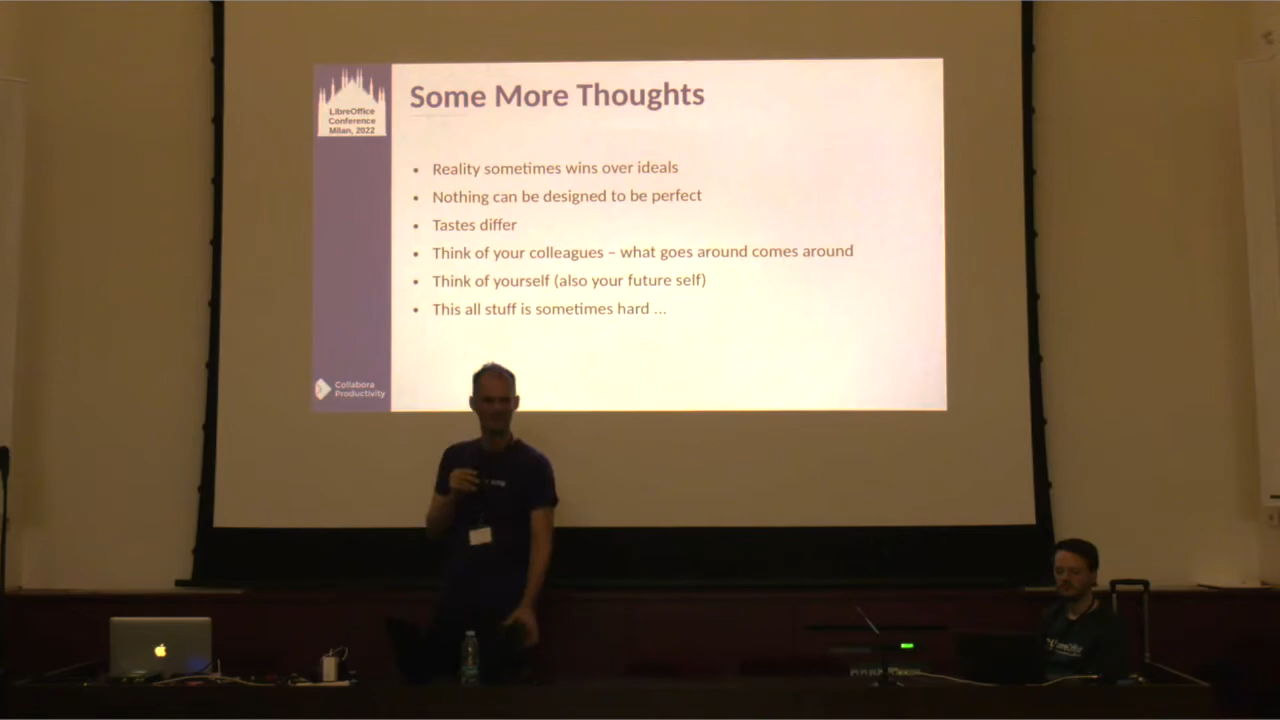 LibreOffice
Conference
Milan, 2022
Some More Thoughts
• Reality sometimes wins over ideals
• Nothing can be designed to be perfect
• Tastes differ
• Think of your colleagues – what goes around comes around
• Think of yourself (also your future self)
• This all stuff is sometimes hard ...
Collabora
Productivity